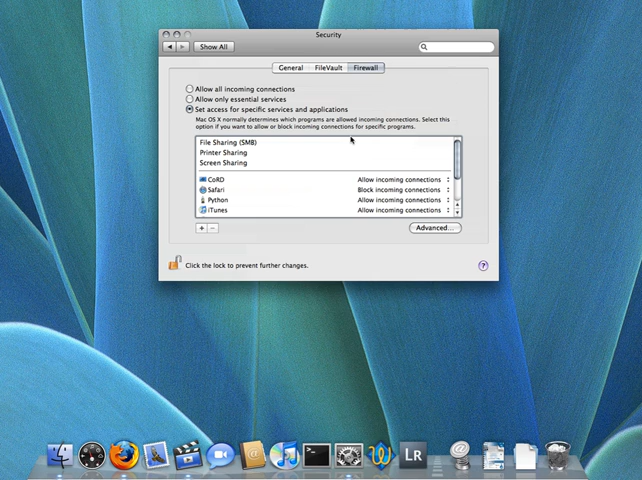 Security
Show All
General FileVault Firewall
Allow all incoming connections
Allow only essential services
Set access for specific services and applications
Mac OS X normally determines which programs are allowed incoming connections. Select this
option if you want to allow or block incoming connections for specific programs.
File Sharing (SMB)
Printer Sharing
Screen Sharing
CoRD Allow incoming connections
Safari Block incoming connections
Python Allow incoming connections
iTunes Allow incoming connections
+ −
Advanced...
Click the lock to prevent further changes.
?
LR